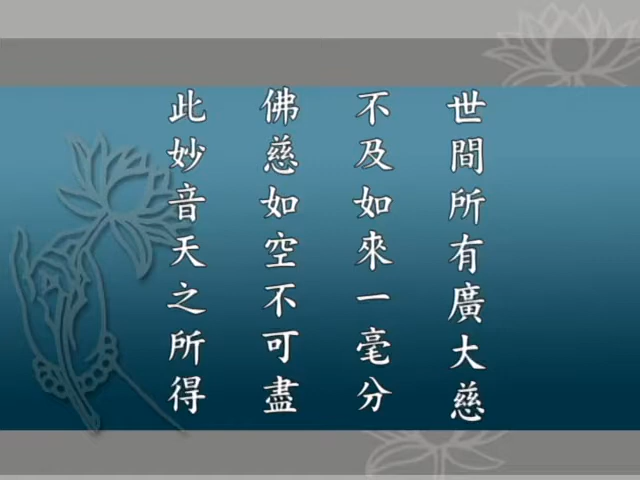 世間所有廣大慈
不及如來一毫分
佛慈如空不可盡
此妙音天之所得